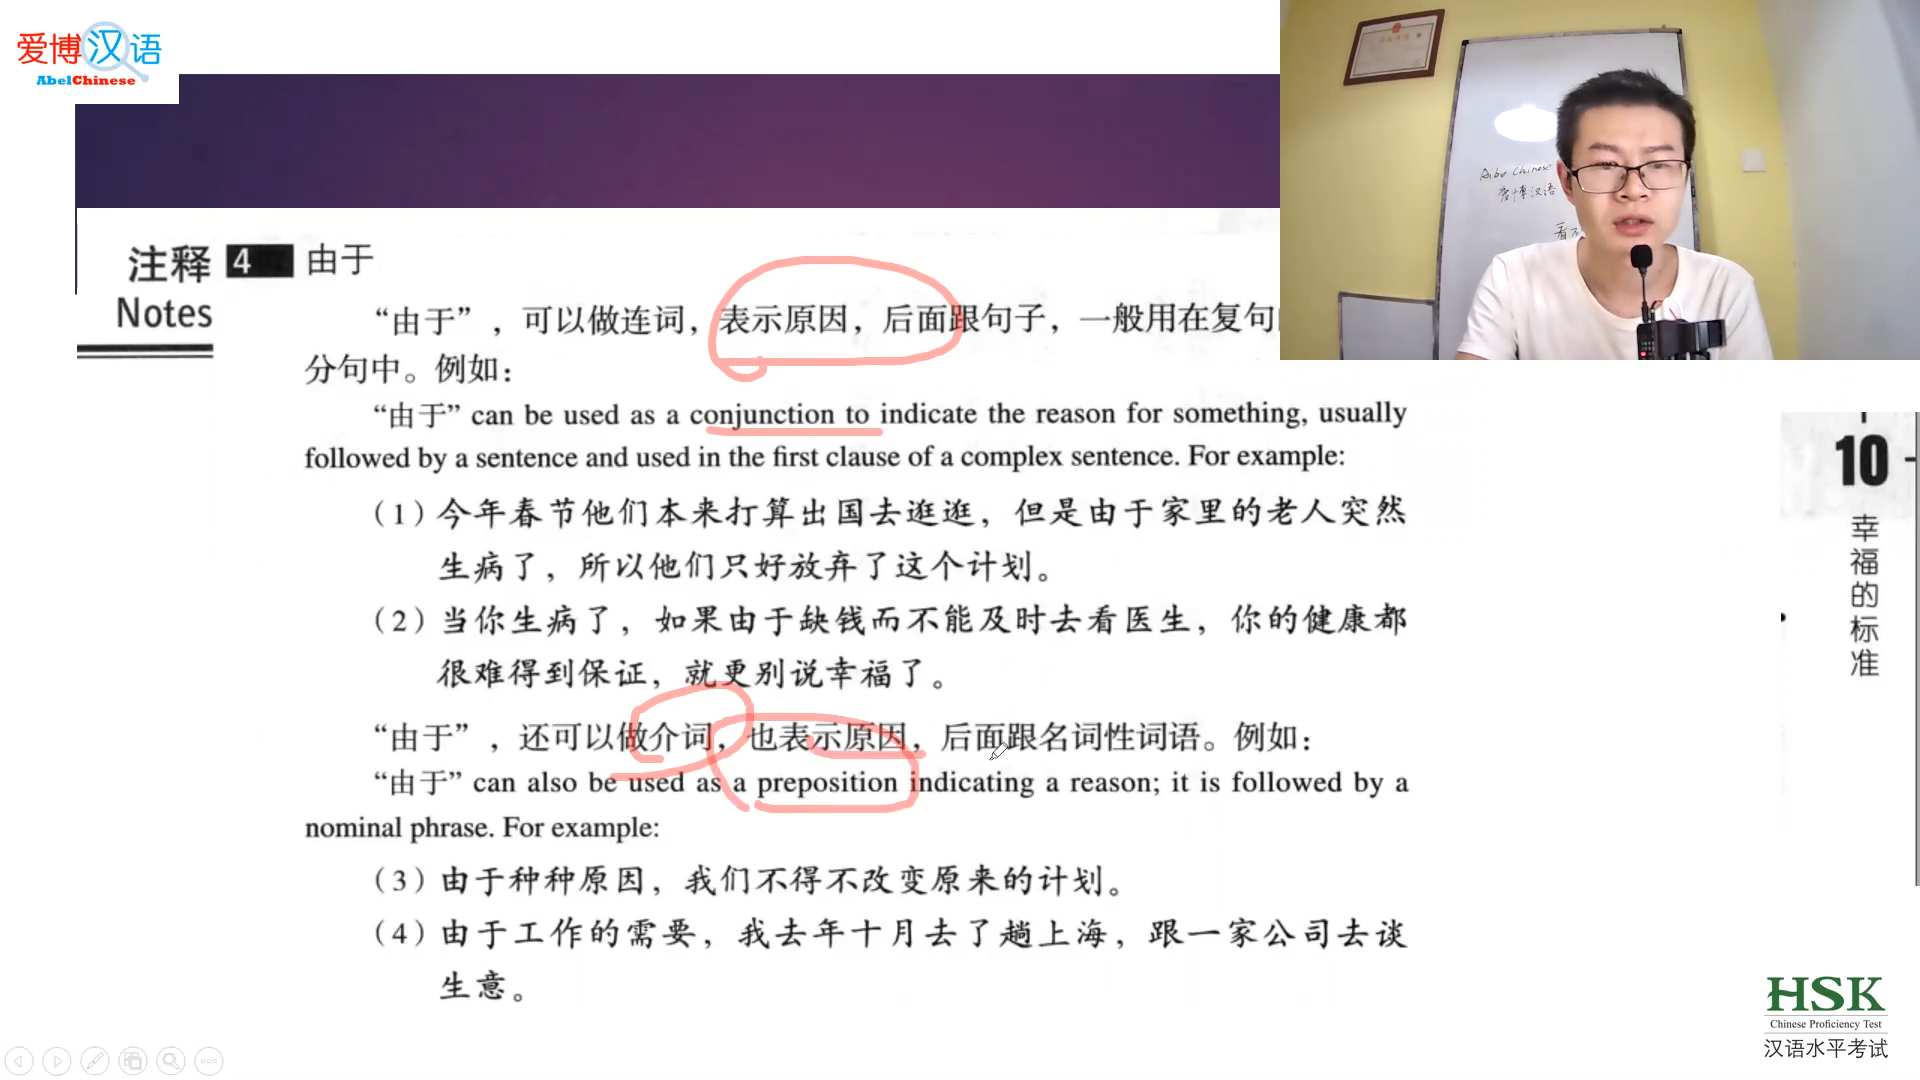 爱博汉语
AbelChinese
Aibo Chinese
爱博汉语
看不
注释 4 由于
Notes
“由于”，可以做连词，表示原因，后面跟句子，一般用在复句
分句中。例如：
“由于” can be used as a conjunction to indicate the reason for something, usually
followed by a sentence and used in the first clause of a complex sentence. For example:
（1）今年春节他们本来打算出国去逛逛，但是由于家里的老人突然
生病了，所以他们只好放弃了这个计划。
（2）当你生病了，如果由于缺钱而不能及时去看医生，你的健康都
很难得到保证，就更别说幸福了。
“由于”，还可以做介词，也表示原因，后面跟名词性词语。例如：
“由于” can also be used as a preposition indicating a reason; it is followed by a
nominal phrase. For example:
（3）由于种种原因，我们不得不改变原来的计划。
（4）由于工作的需要，我去年十月去了趟上海，跟一家公司去谈
生意。
10
幸福的标准
HSK
Chinese Proficiency Test
汉语水平考试